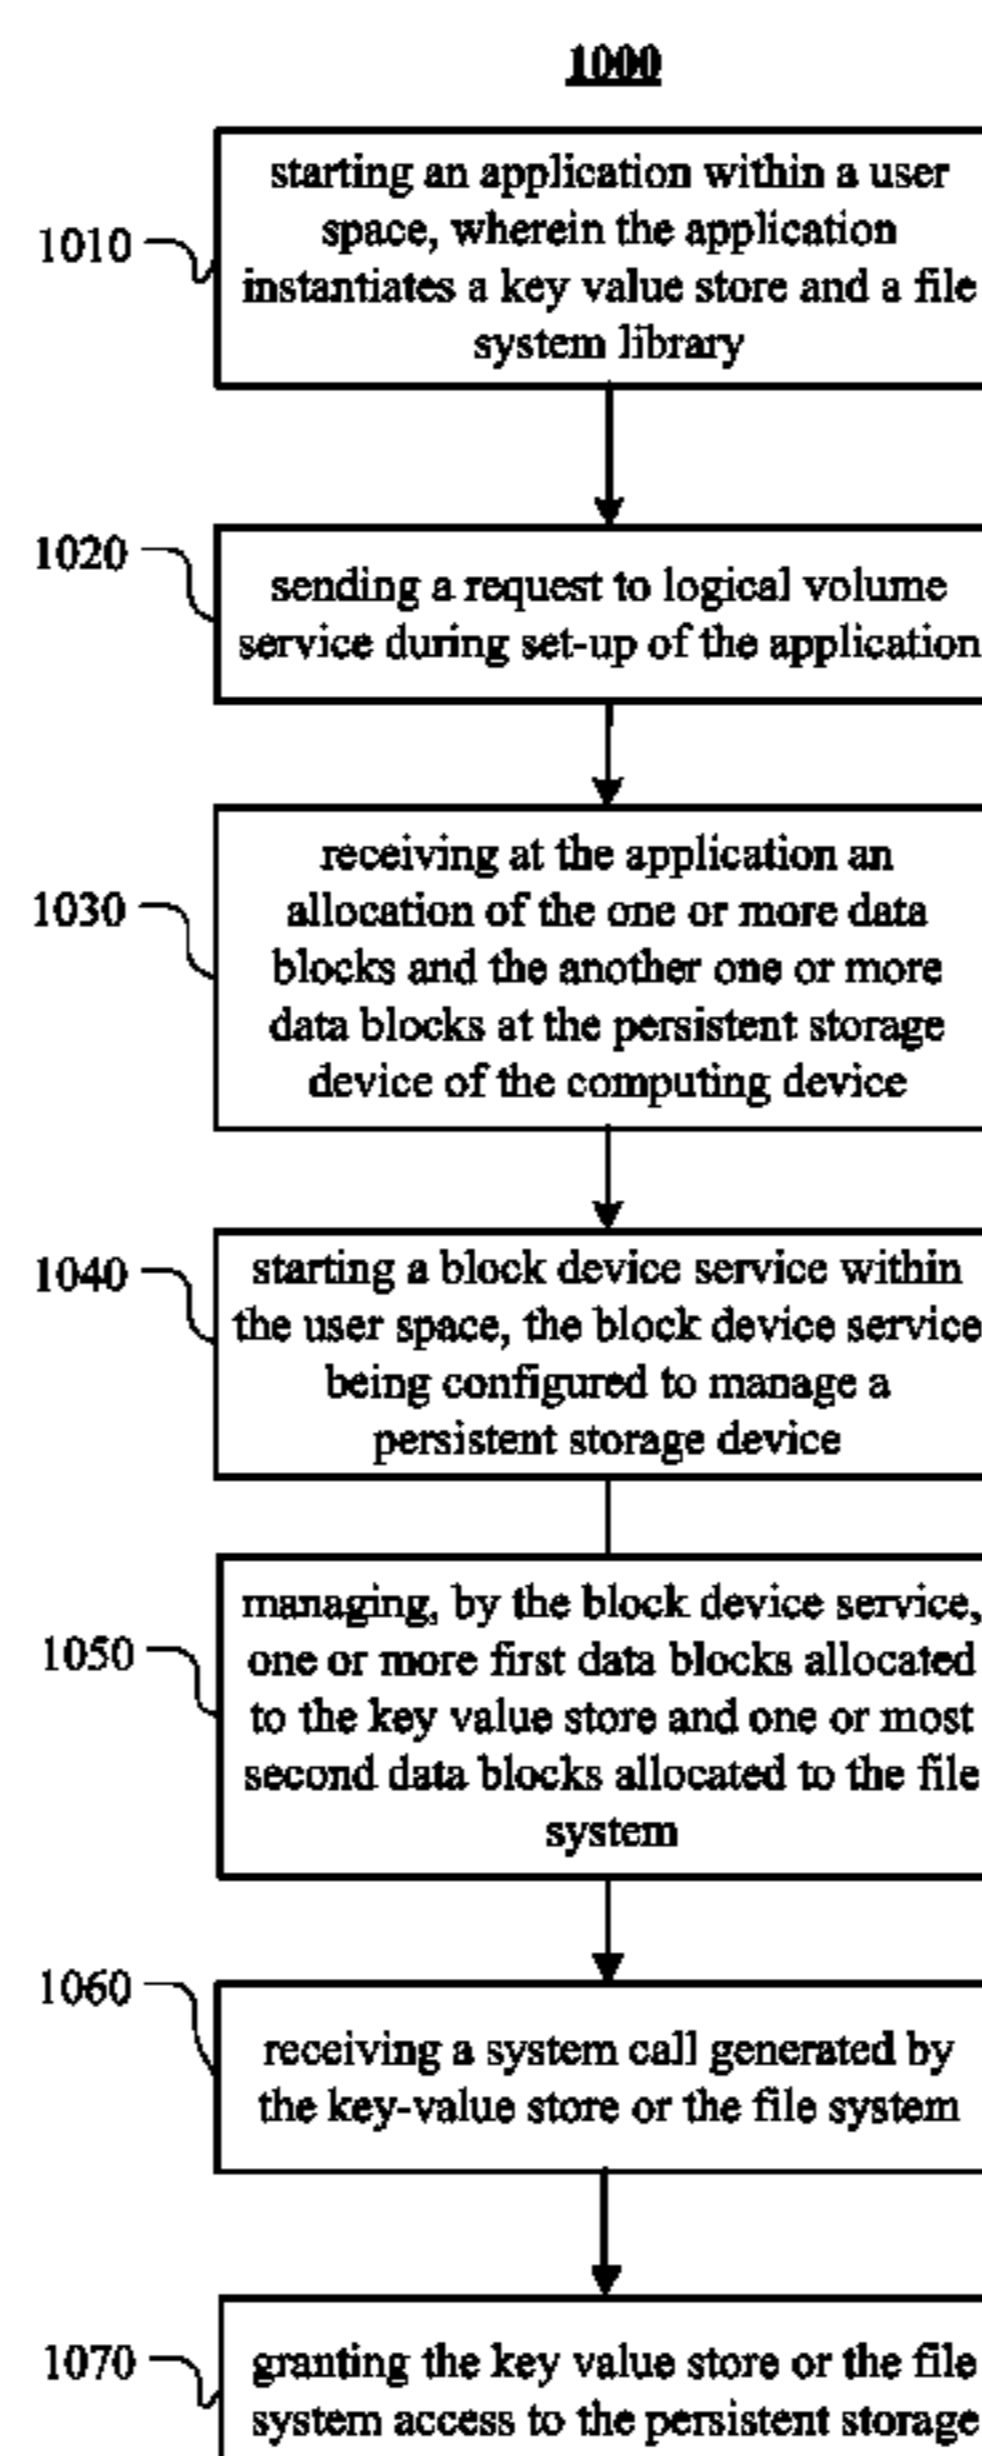 1000
1010
starting an application within a user
space, wherein the application
instantiates a key value store and a file
system library
1020
sending a request to logical volume
service during set-up of the application
1030
receiving at the application an
allocation of the one or more data
blocks and the another one or more
data blocks at the persistent storage
device of the computing device
1040
starting a block device service within
the user space, the block device service
being configured to manage a
persistent storage device
1050
managing, by the block device service,
one or more first data blocks allocated
to the key value store and one or most
second data blocks allocated to the file
system
1060
receiving a system call generated by
the key-value store or the file system
1070
granting the key value store or the file
system access to the persistent storage